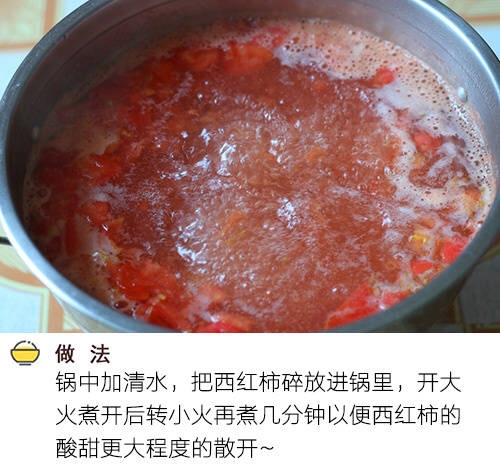 做 法
锅中加清水，把西红柿碎放进锅里，开大
火煮开后转小火再煮几分钟以便西红柿的
酸甜更大程度的散开~